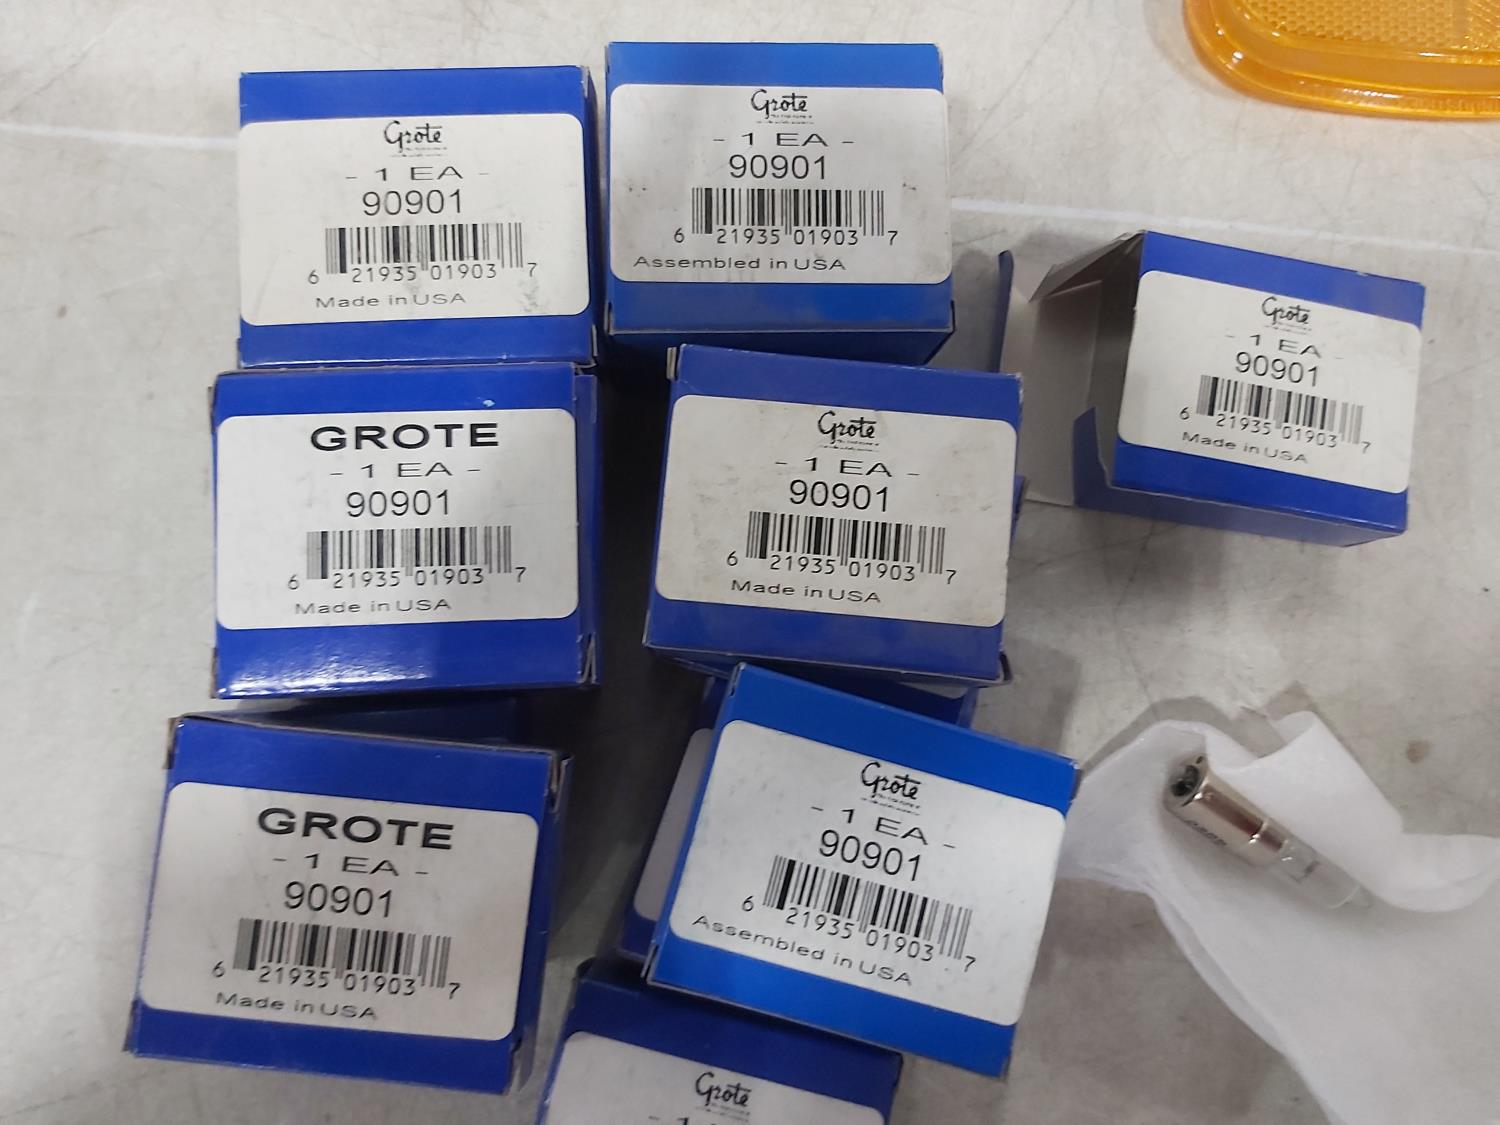 Grote
- 1 EA -
90901
6 21935 01903 7
Made in USA
Grote
- 1 EA -
90901
6 21935 01903 7
Assembled in USA
Grote
- 1 EA -
90901
6 21935 01903 7
Made in USA
GROTE
- 1 EA -
90901
6 21935 01903 7
Made in USA
Grote
- 1 EA -
90901
6 21935 01903 7
Made in USA
GROTE
- 1 EA -
90901
6 21935 01903 7
Made in USA
Grote
- 1 EA -
90901
6 21935 01903 7
Assembled in USA
Grote